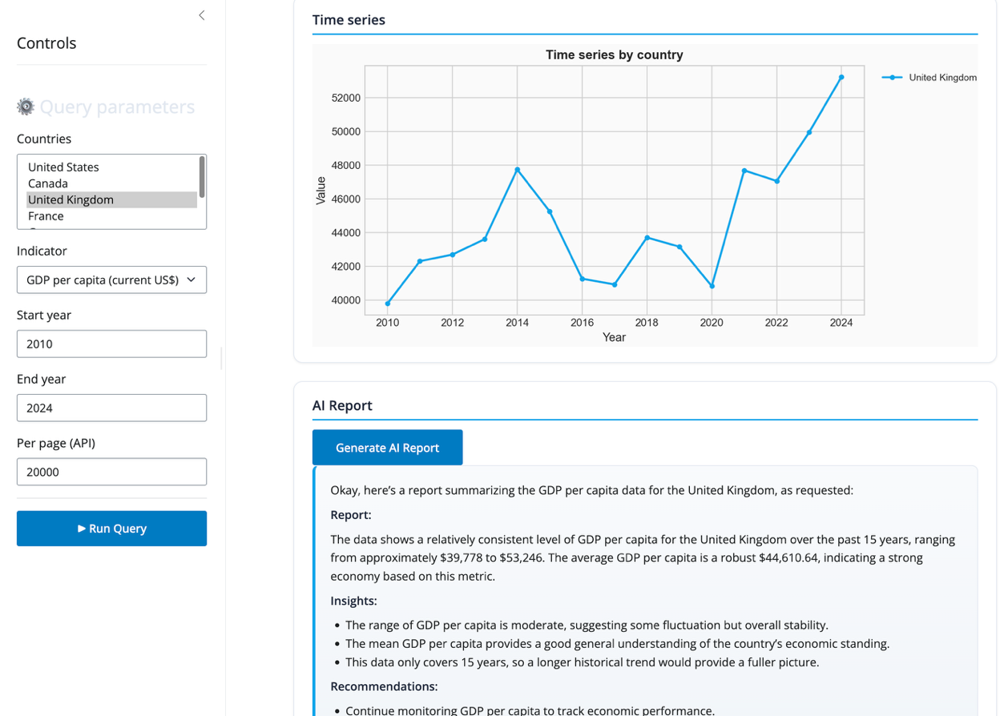 Controls
Query parameters
Countries
United States
Canada
United Kingdom
France
Indicator
GDP per capita (current US$)
Start year
2010
End year
2024
Per page (API)
20000
▶ Run Query
Time series
Time series by country
United Kingdom
Value
52000
50000
48000
46000
44000
42000
40000
2010 2012 2014 2016 2018 2020 2022 2024
Year
AI Report
Generate AI Report
Okay, here’s a report summarizing the GDP per capita data for the United Kingdom, as requested:
Report:
The data shows a relatively consistent level of GDP per capita for the United Kingdom over the past 15 years, ranging
from approximately $39,778 to $53,246. The average GDP per capita is a robust $44,610.64, indicating a strong
economy based on this metric.
Insights:
• The range of GDP per capita is moderate, suggesting some fluctuation but overall stability.
• The mean GDP per capita provides a good general understanding of the country’s economic standing.
• This data only covers 15 years, so a longer historical trend would provide a fuller picture.
Recommendations:
• Continue monitoring GDP per capita to track economic performance.